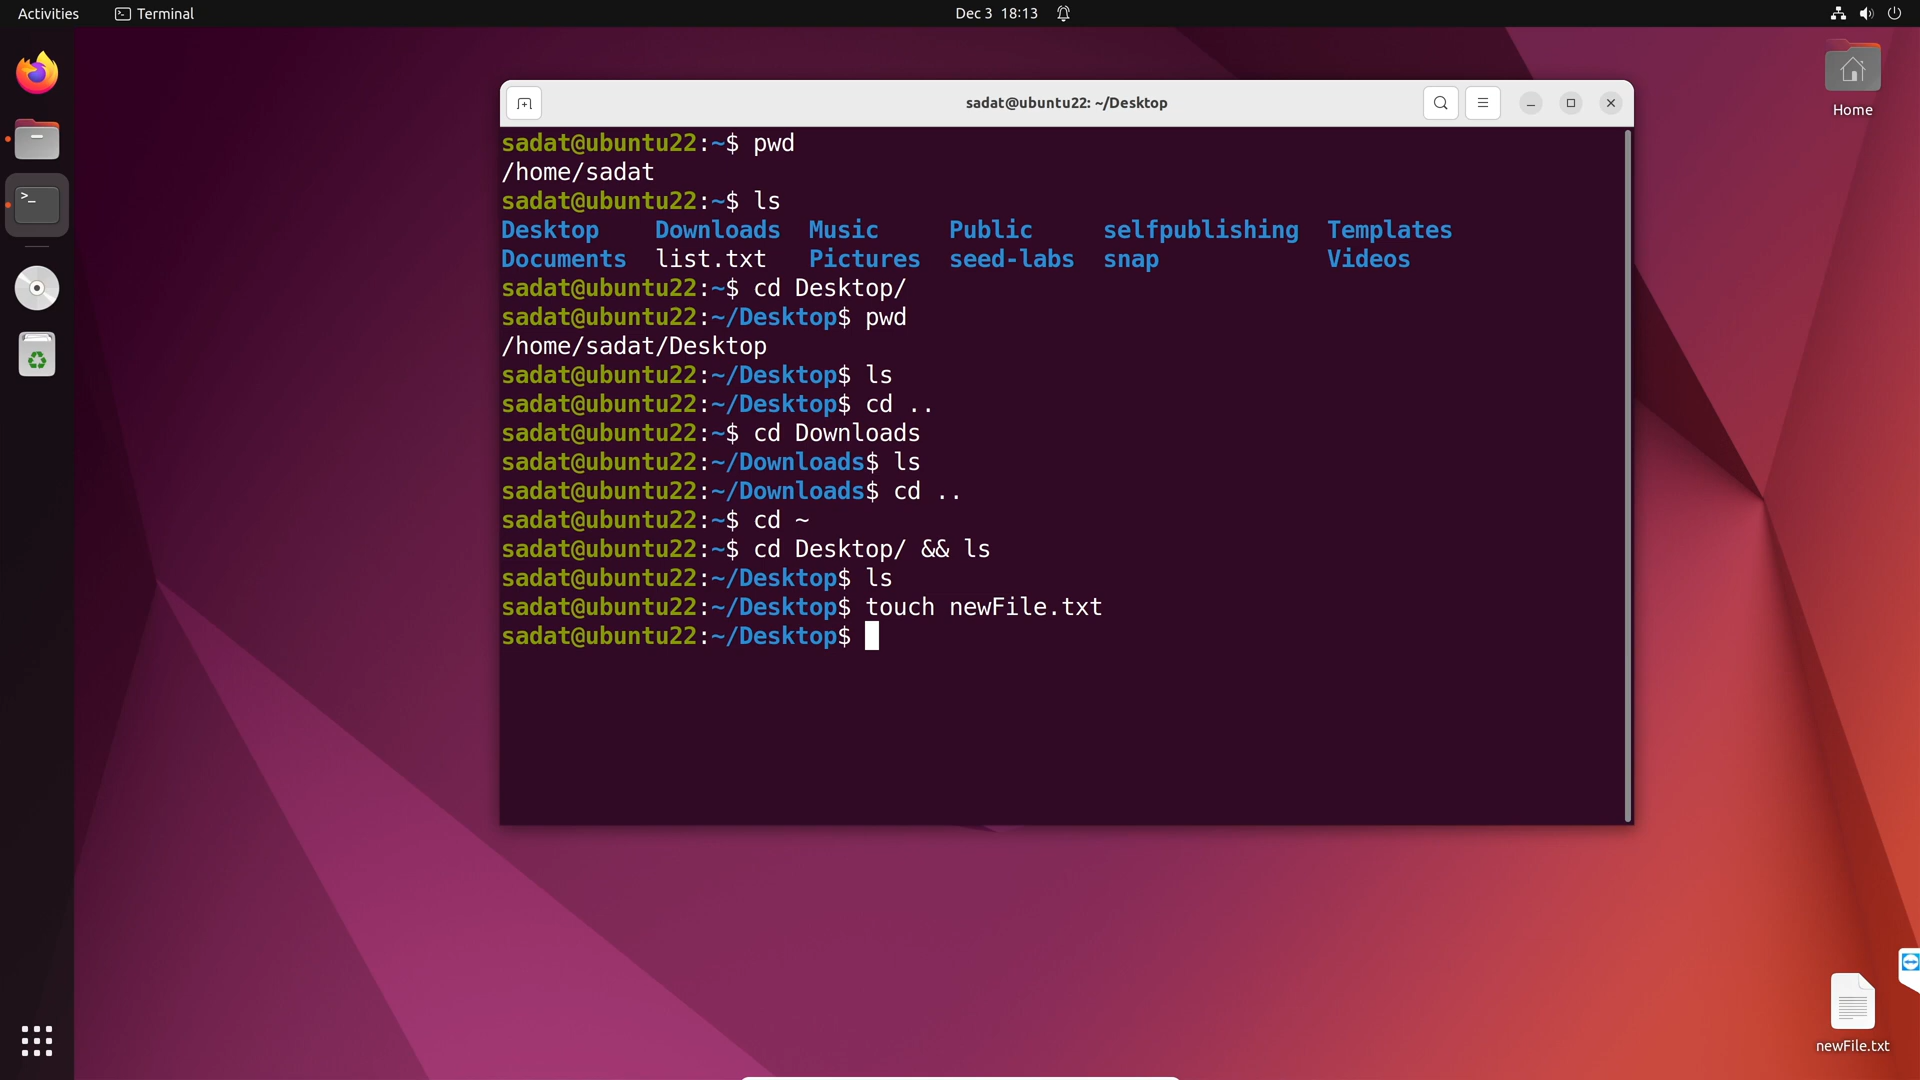 Activities
Terminal
Dec 3 18:13
Home
sadat@ubuntu22: ~/Desktop
sadat@ubuntu22:~$ pwd
/home/sadat
sadat@ubuntu22:~$ ls
Desktop Downloads Music Public selfpublishing Templates
Documents list.txt Pictures seed-labs snap Videos
sadat@ubuntu22:~$ cd Desktop/
sadat@ubuntu22:~/Desktop$ pwd
/home/sadat/Desktop
sadat@ubuntu22:~/Desktop$ ls
sadat@ubuntu22:~/Desktop$ cd ..
sadat@ubuntu22:~$ cd Downloads
sadat@ubuntu22:~/Downloads$ ls
sadat@ubuntu22:~/Downloads$ cd ..
sadat@ubuntu22:~$ cd ~
sadat@ubuntu22:~$ cd Desktop/ && ls
sadat@ubuntu22:~/Desktop$ ls
sadat@ubuntu22:~/Desktop$ touch newFile.txt
sadat@ubuntu22:~/Desktop$
newFile.txt